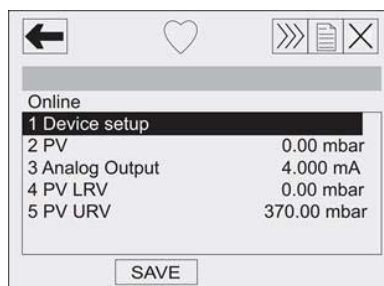 Online
1 Device setup
2 PV 0.00 mbar
3 Analog Output 4.000 mA
4 PV LRV 0.00 mbar
5 PV URV 370.00 mbar
SAVE